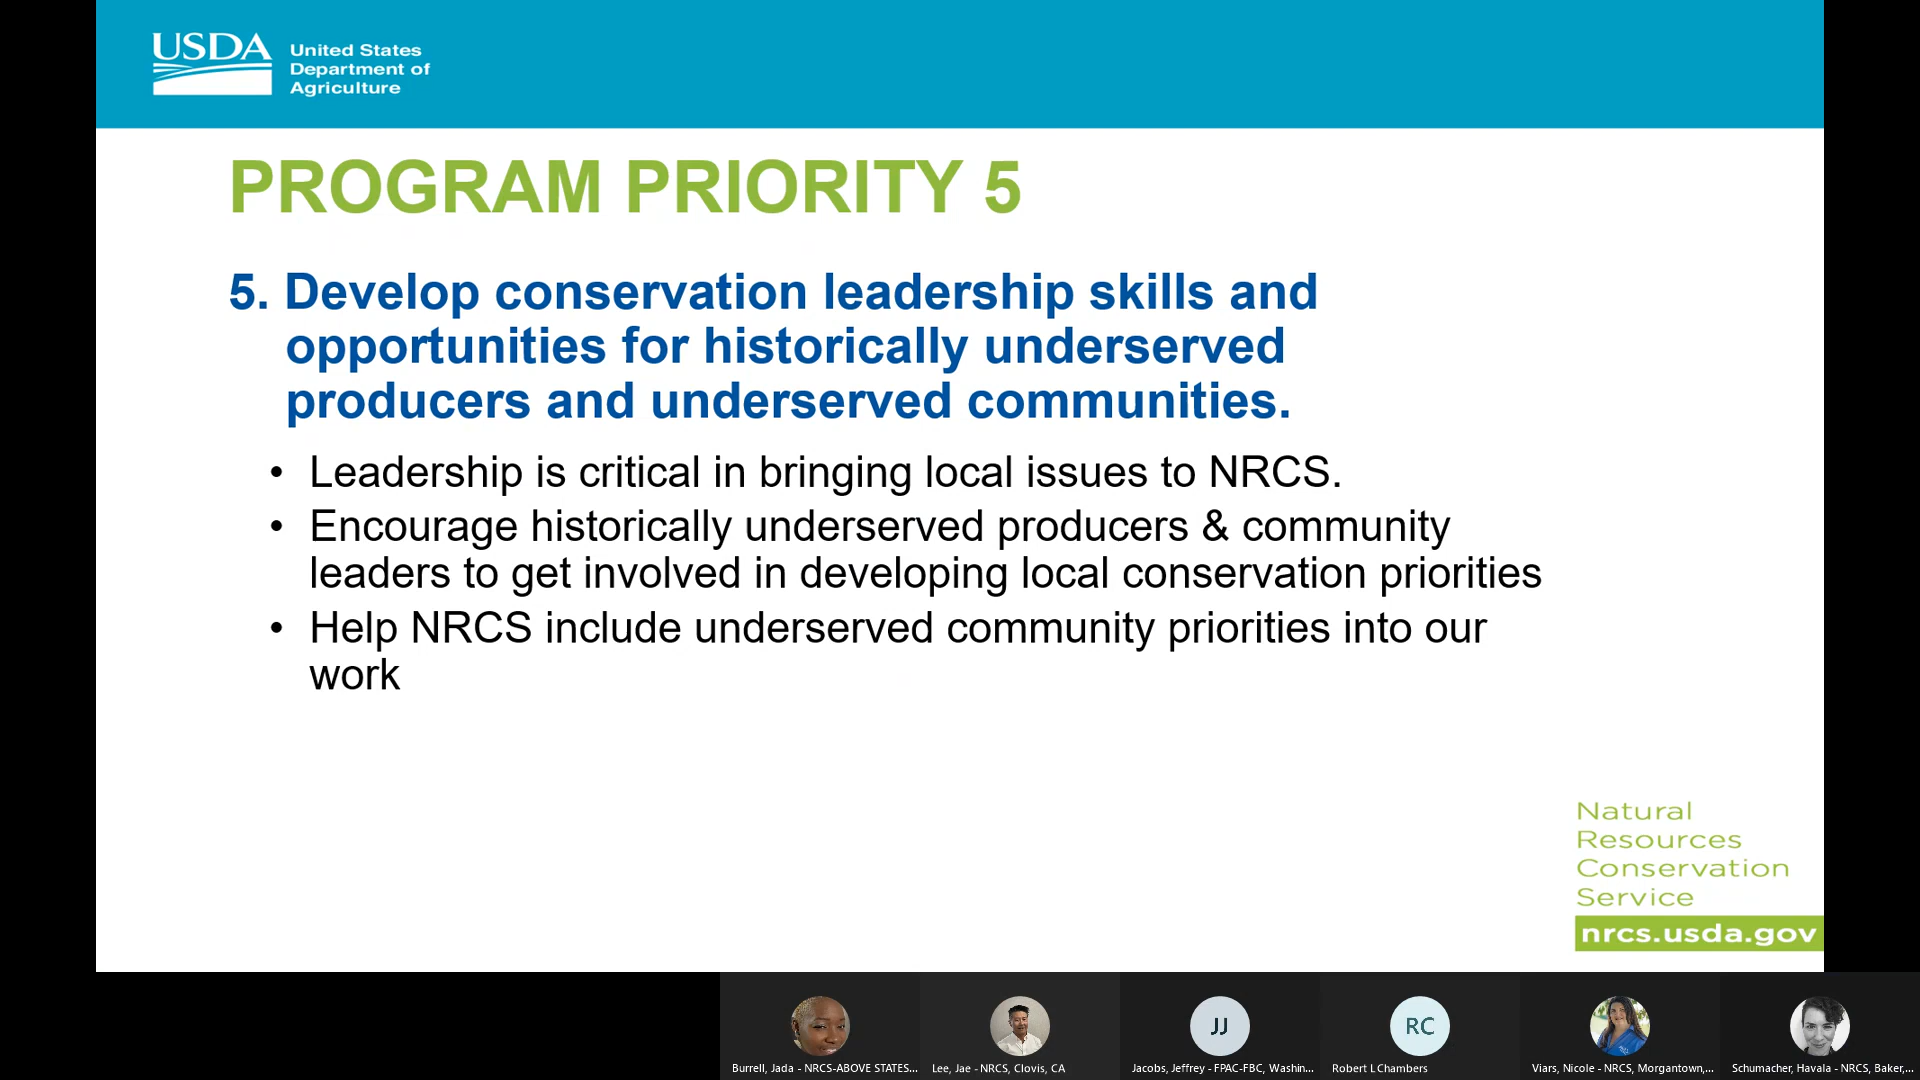 USDA
United States
Department of
Agriculture
PROGRAM PRIORITY 5
5. Develop conservation leadership skills and
opportunities for historically underserved
producers and underserved communities.
• Leadership is critical in bringing local issues to NRCS.
• Encourage historically underserved producers & community
leaders to get involved in developing local conservation priorities
• Help NRCS include underserved community priorities into our
work
Natural
Resources
Conservation
Service
nrcs.usda.gov
JJ
RC
Burrell, Jada - NRCS-ABOVE STATES...
Lee, Jae - NRCS, Clovis, CA
Jacobs, Jeffrey - FPAC-FBC, Washin...
Robert L Chambers
Viars, Nicole - NRCS, Morgantown,...
Schumacher, Havala - NRCS, Baker,...